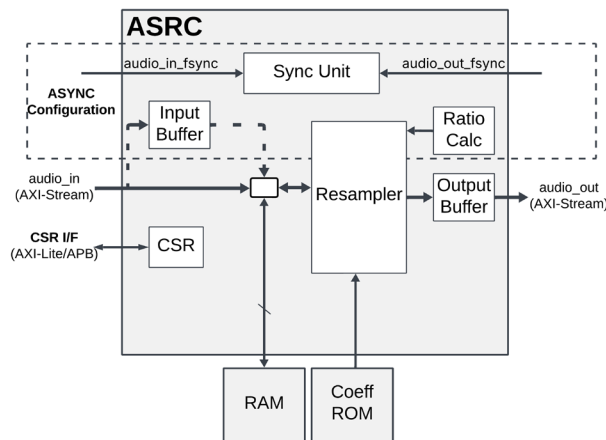 ASRC
audio_in_fsync
Sync Unit
audio_out_fsync
ASYNC
Configuration
Input
Buffer
Ratio
Calc
audio_in
(AXI-Stream)
Resampler
Output
Buffer
audio_out
(AXI-Stream)
CSR I/F
(AXI-Lite/APB)
CSR
RAM
Coeff
ROM